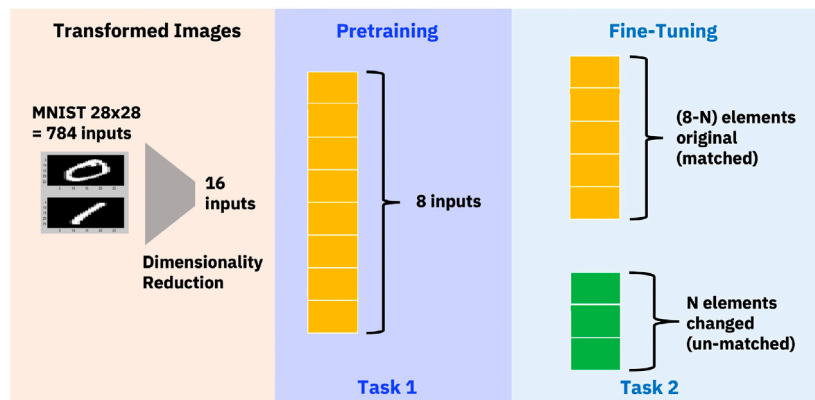 Transformed Images
MNIST 28x28
= 784 inputs
16
inputs
Dimensionality
Reduction
Pretraining
8 inputs
Task 1
Fine-Tuning
(8-N) elements
original
(matched)
N elements
changed
(un-matched)
Task 2